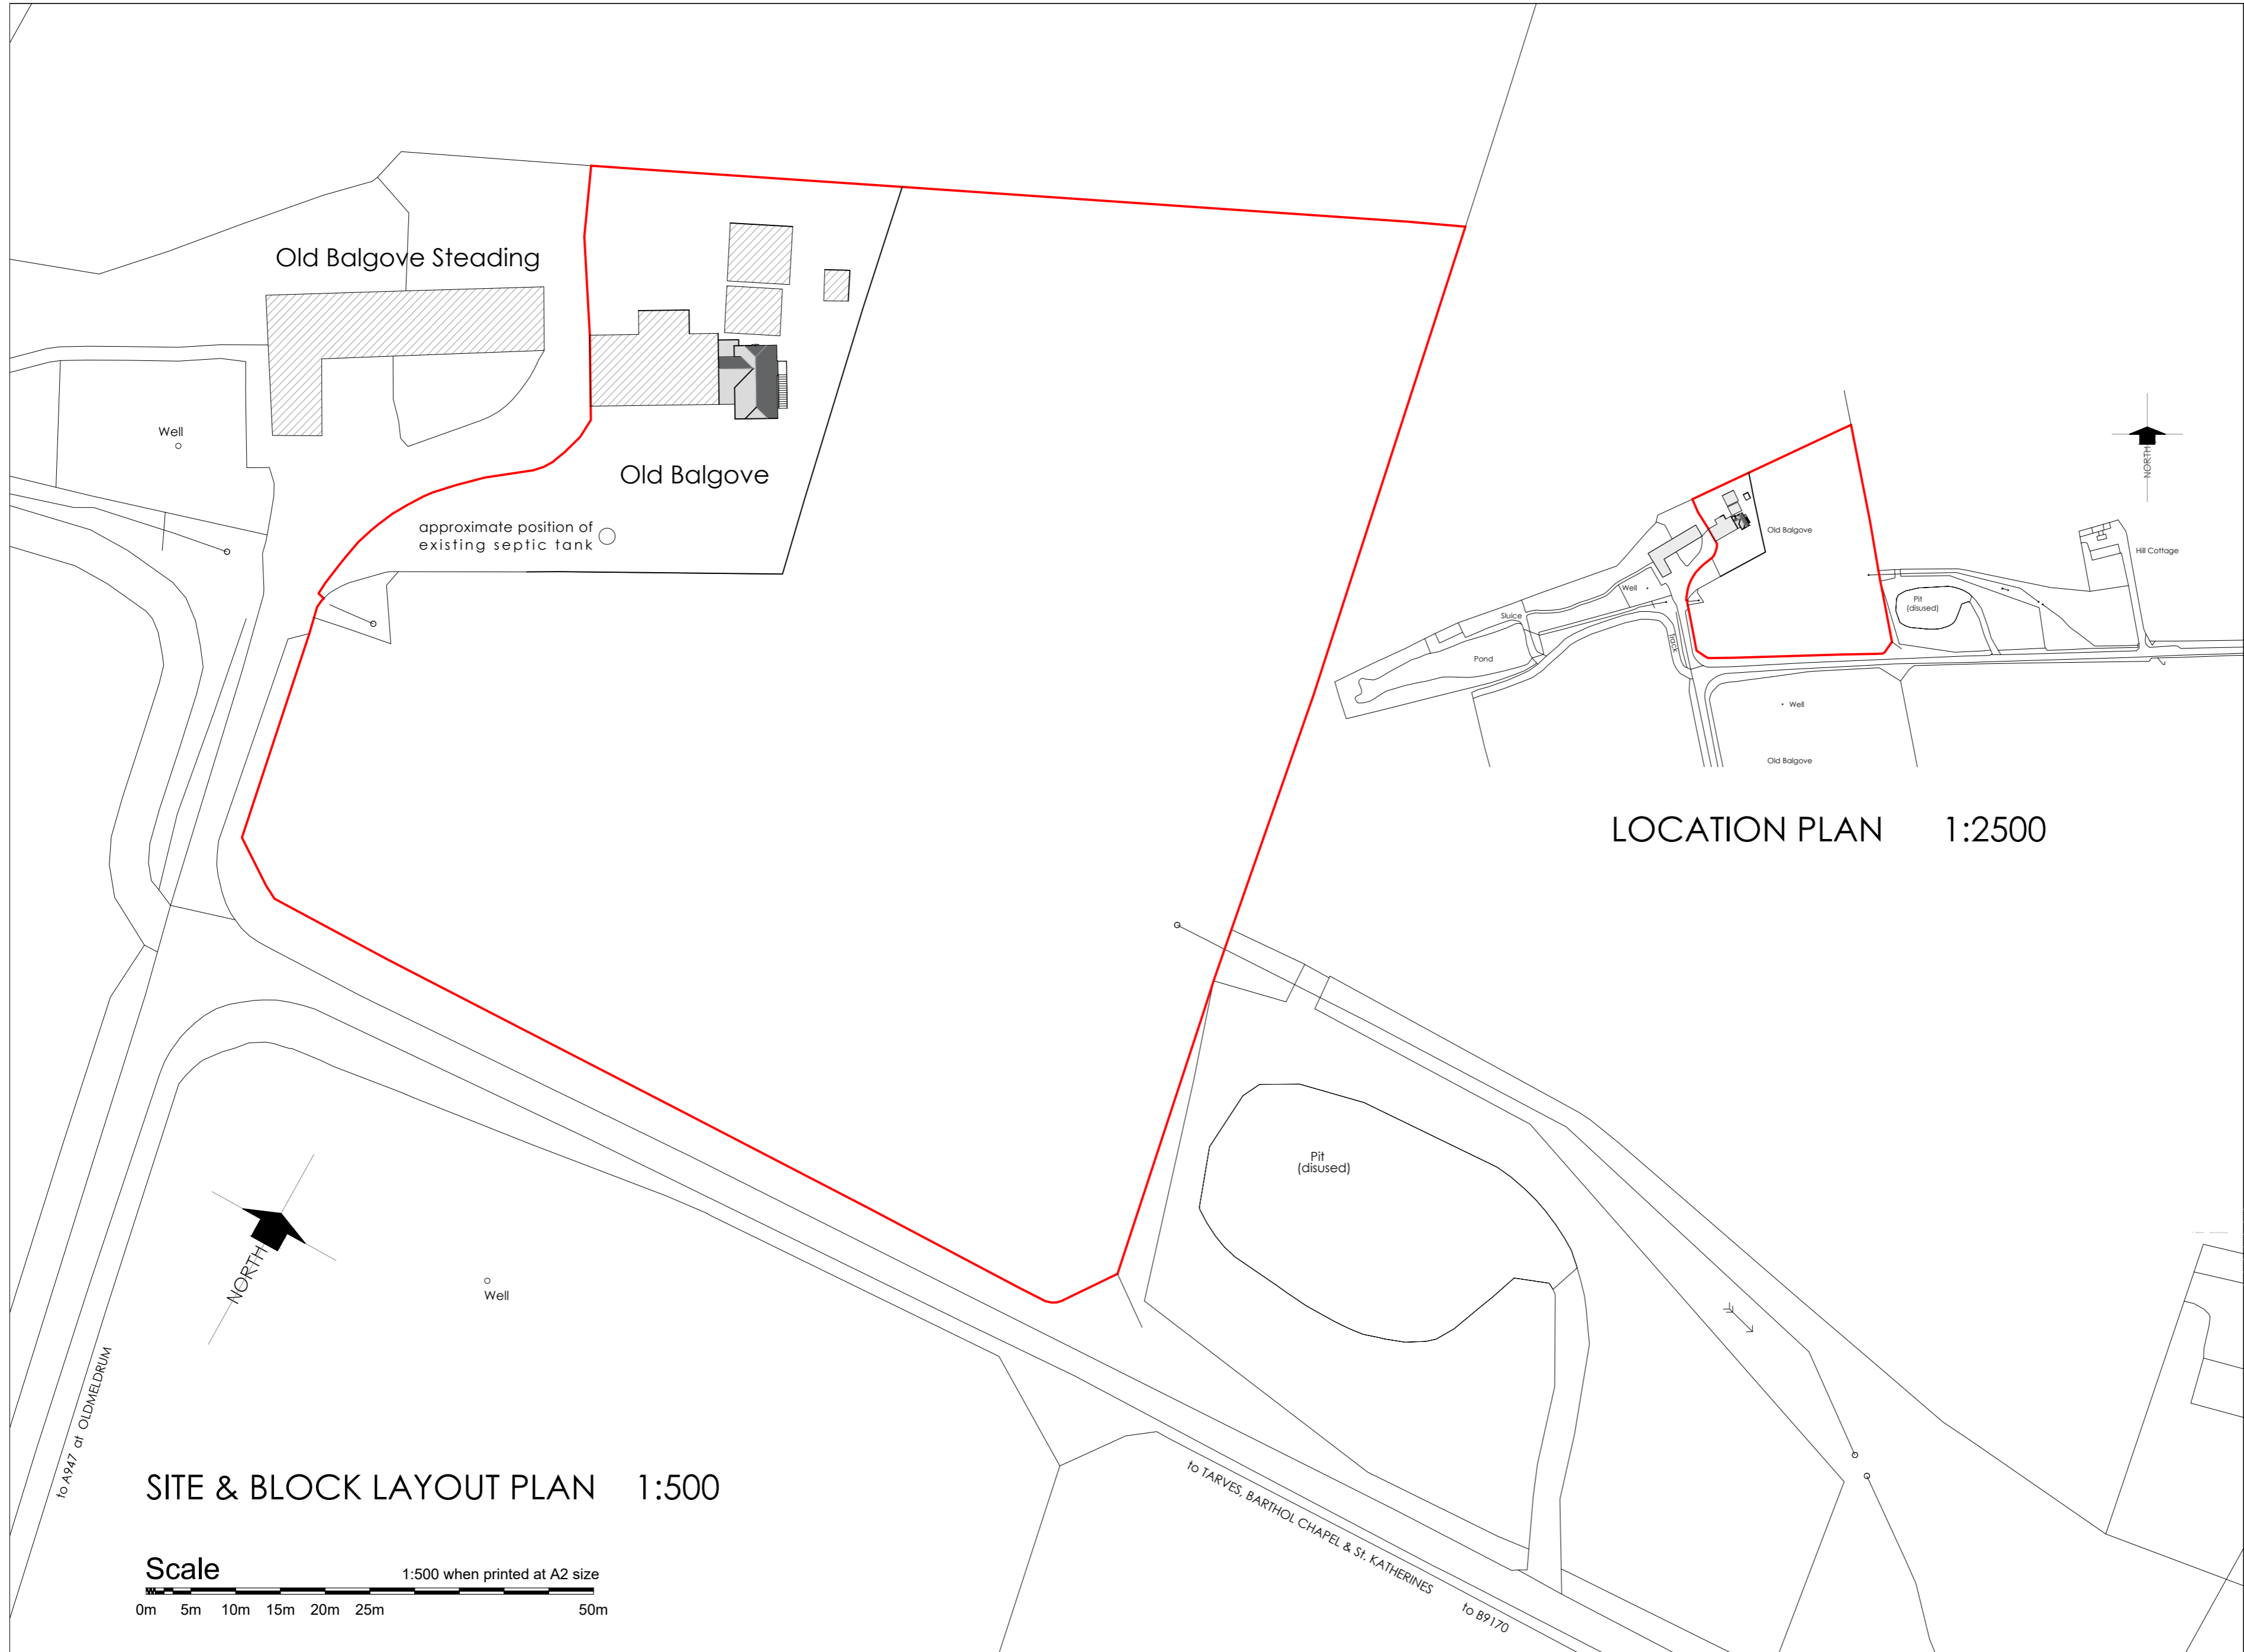 Old Balgove Steading
Well
Old Balgove
approximate position of
existing septic tank
NORTH
Old Balgove
Hill Cottage
Well
Pit
(disused)
Sluice
Track
Pond
Well
Old Balgove
LOCATION PLAN 1:2500
Pit
(disused)
NORTH
Well
to A947 at OLDMELDRUM
SITE & BLOCK LAYOUT PLAN 1:500
to TARVES, BARTHOL CHAPEL & St. KATHERINES
to B9170
Scale
1:500 when printed at A2 size
0m 5m 10m 15m 20m 25m 50m